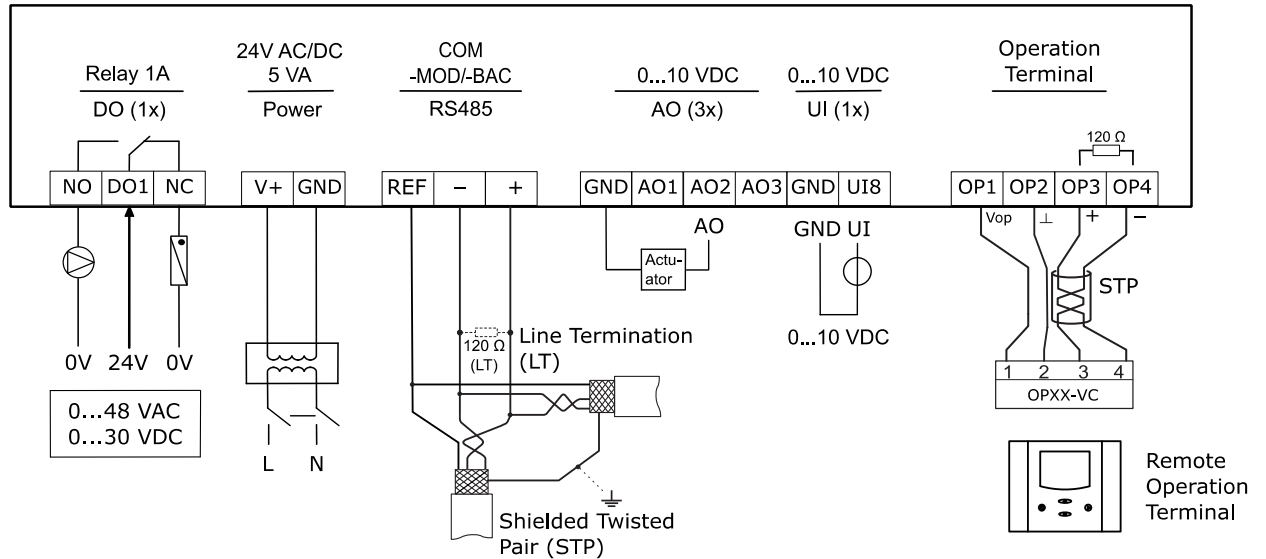 Relay 1A
DO (1x)
24V AC/DC
5 VA
Power
COM
-MOD/-BAC
RS485
0...10 VDC
AO (3x)
0...10 VDC
UI (1x)
Operation
Terminal
120 Ω
NO DO1 NC
V+ GND
REF − +
GND AO1 AO2 AO3 GND UI8
OP1 OP2 OP3 OP4
Vop ⊥ + −
AO
GND UI
Actu-
ator
STP
0V 24V 0V
0...48 VAC
0...30 VDC
L N
120 Ω
(LT)
Line Termination
(LT)
0...10 VDC
1 2 3 4
OPXX-VC
Shielded Twisted
Pair (STP)
Remote
Operation
Terminal